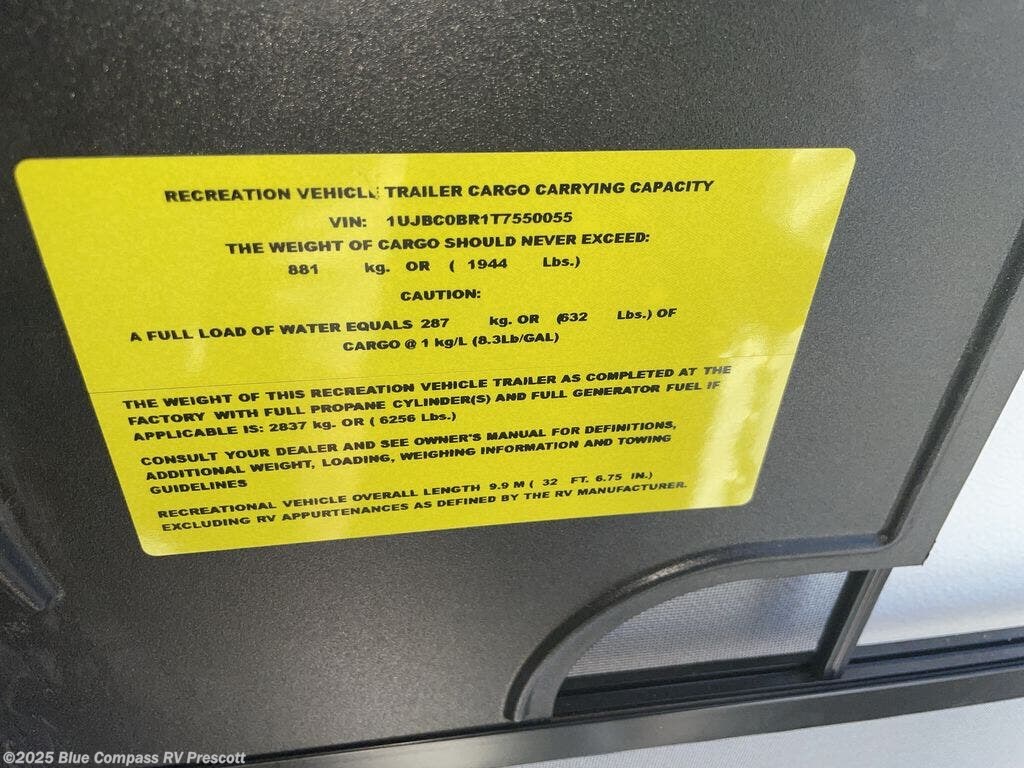 RECREATION VEHICLE TRAILER CARGO CARRYING CAPACITY
VIN: 1UJBC0BR1T7550055
THE WEIGHT OF CARGO SHOULD NEVER EXCEED:
881 kg. OR ( 1944 Lbs.)
CAUTION:
A FULL LOAD OF WATER EQUALS 287 kg. OR (632 Lbs.) OF
CARGO @ 1 kg/L (8.3Lb/GAL)
THE WEIGHT OF THIS RECREATION VEHICLE TRAILER AS COMPLETED AT THE
FACTORY WITH FULL PROPANE CYLINDER(S) AND FULL GENERATOR FUEL IF
APPLICABLE IS: 2837 kg. OR ( 6256 Lbs.)
CONSULT YOUR DEALER AND SEE OWNER'S MANUAL FOR DEFINITIONS,
ADDITIONAL WEIGHT, LOADING, WEIGHING INFORMATION AND TOWING
GUIDELINES
RECREATIONAL VEHICLE OVERALL LENGTH 9.9 M ( 32 FT. 6.75 IN.)
EXCLUDING RV APPURTENANCES AS DEFINED BY THE RV MANUFACTURER.
©2025 Blue Compass RV Prescott